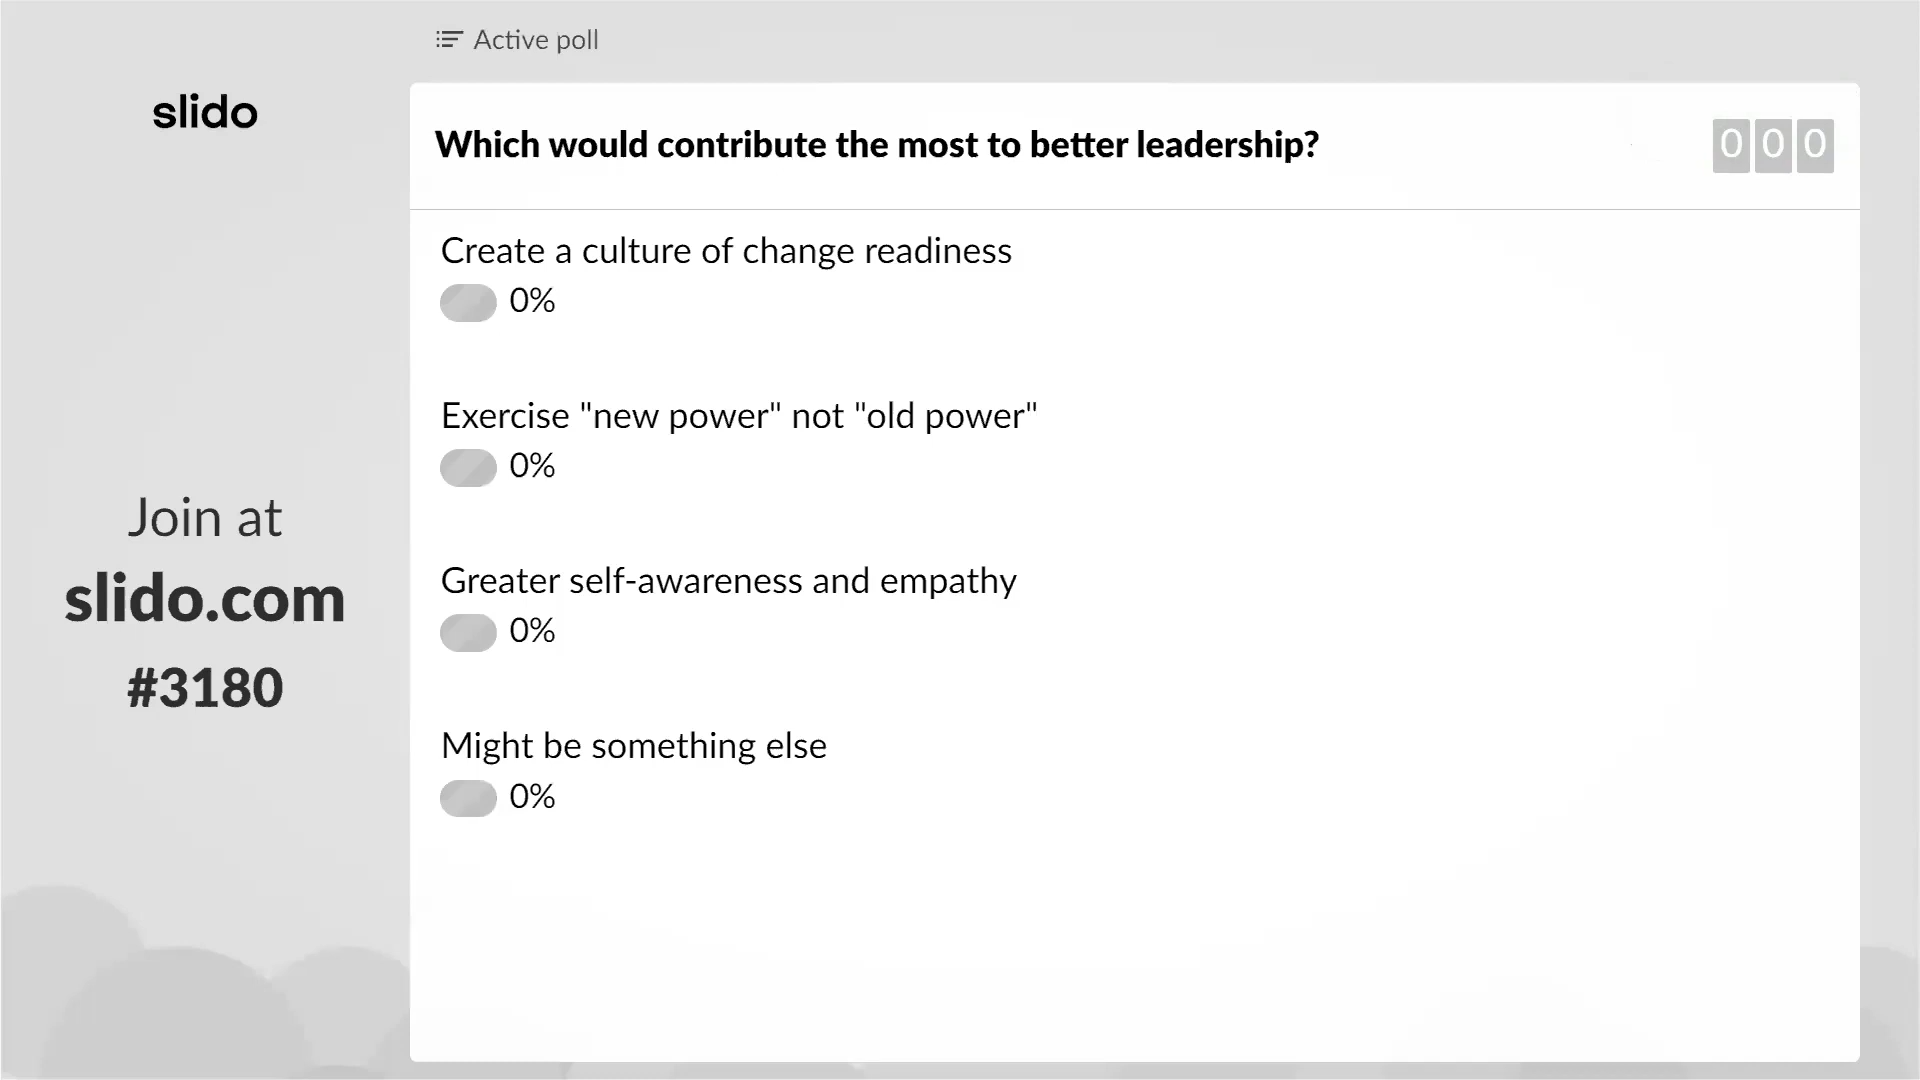 Active poll
slido
Which would contribute the most to better leadership?
000
Create a culture of change readiness
0%
Exercise "new power" not "old power"
0%
Greater self-awareness and empathy
0%
Might be something else
0%
Join at
slido.com
#3180